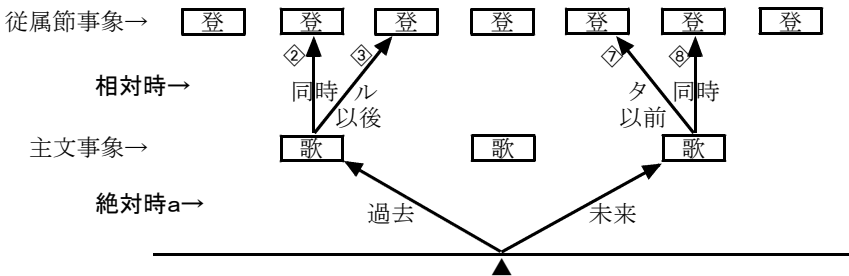 従属節事象→ 登 登 登 登 登 登 登
② ③ ⑦ ⑧
相対時→ 同時 ル タ 同時
以後 以前
主文事象→ 歌 歌 歌
絶対時a→ 過去 未来
▲